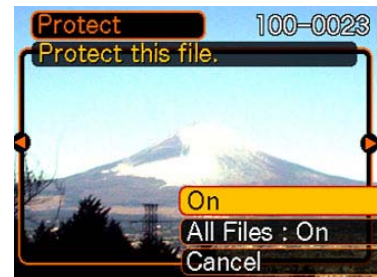 Protect 100-0023
Protect this file.
On
All Files : On
Cancel